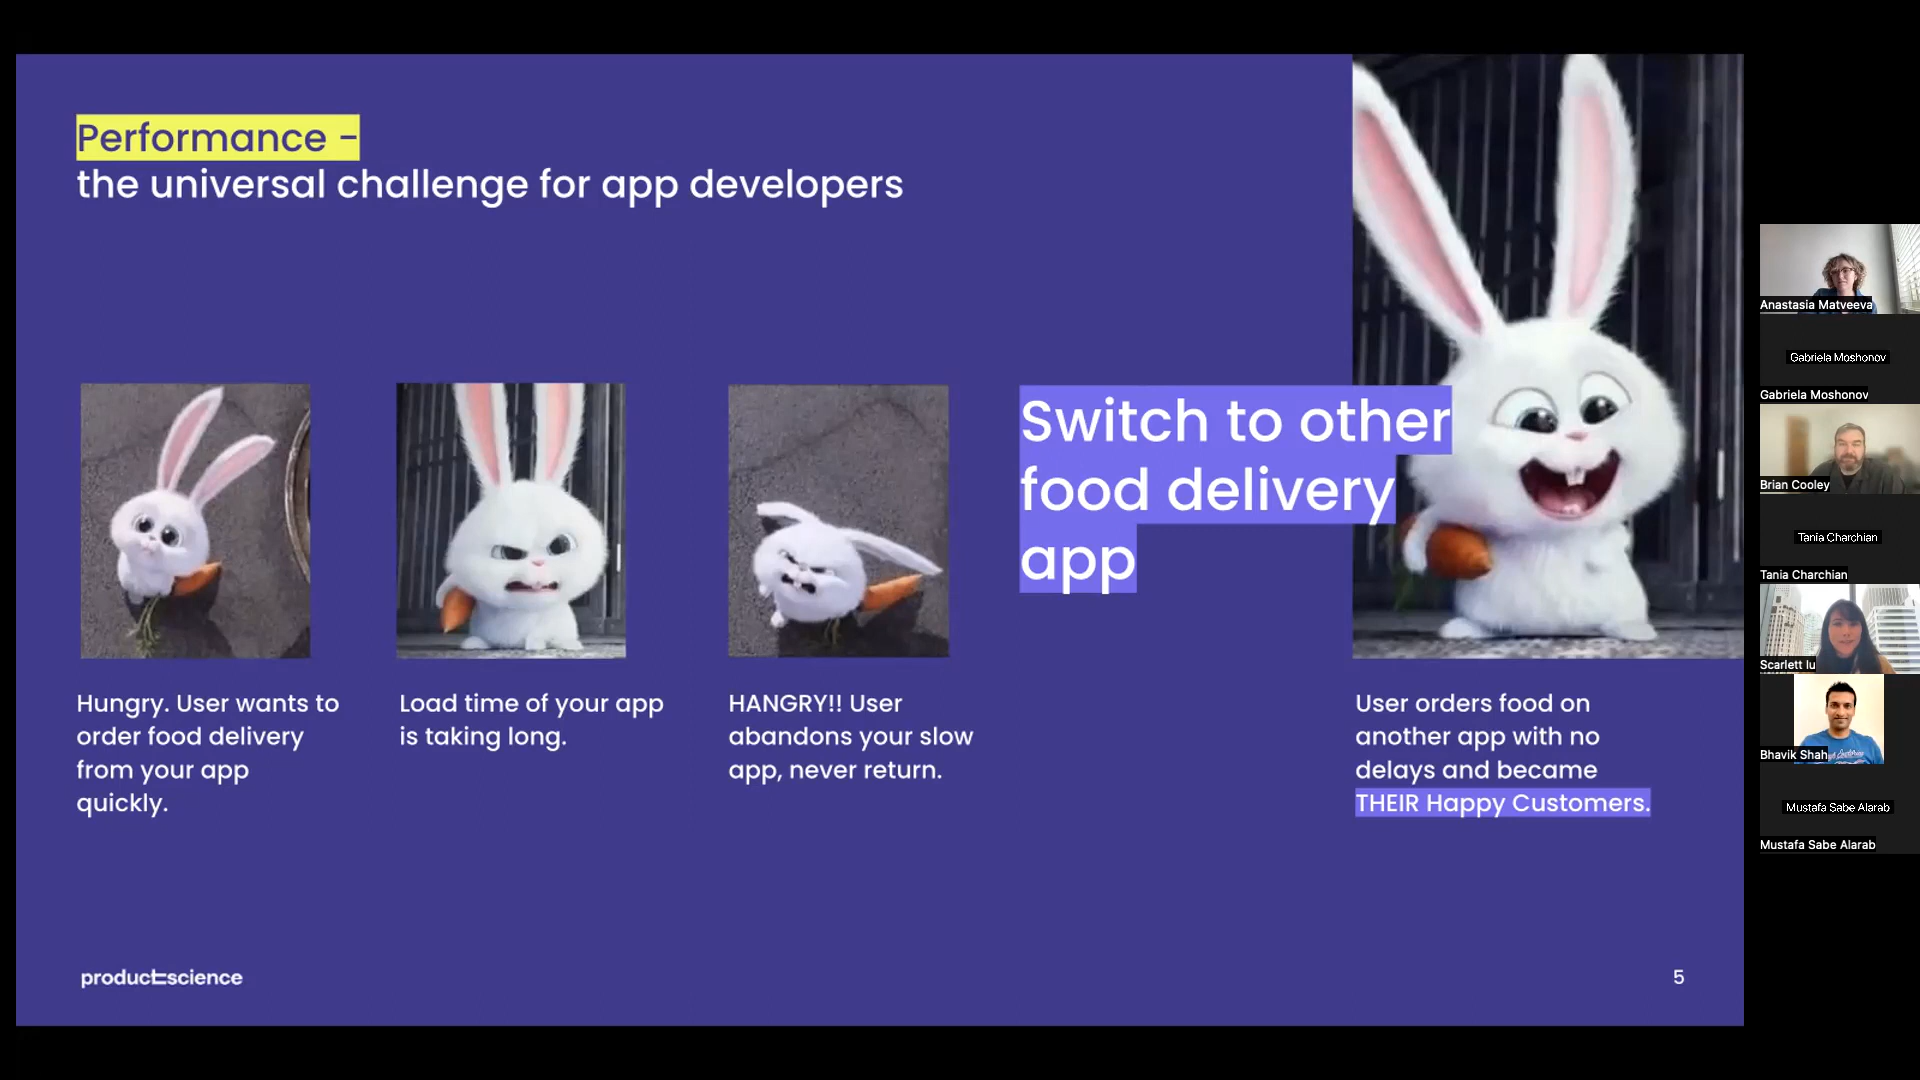 Performance -
the universal challenge for app developers
Switch to other
food delivery
app
Hungry. User wants to
order food delivery
from your app
quickly.
Load time of your app
is taking long.
HANGRY!! User
abandons your slow
app, never return.
User orders food on
another app with no
delays and became
THEIR Happy Customers.
productscience
5
Anastasia Matveeva
Gabriela Moshonov
Gabriela Moshonov
Brian Cooley
Tania Charchian
Tania Charchian
Scarlett lu
Bhavik Shah
Mustafa Sabe Alarab
Mustafa Sabe Alarab